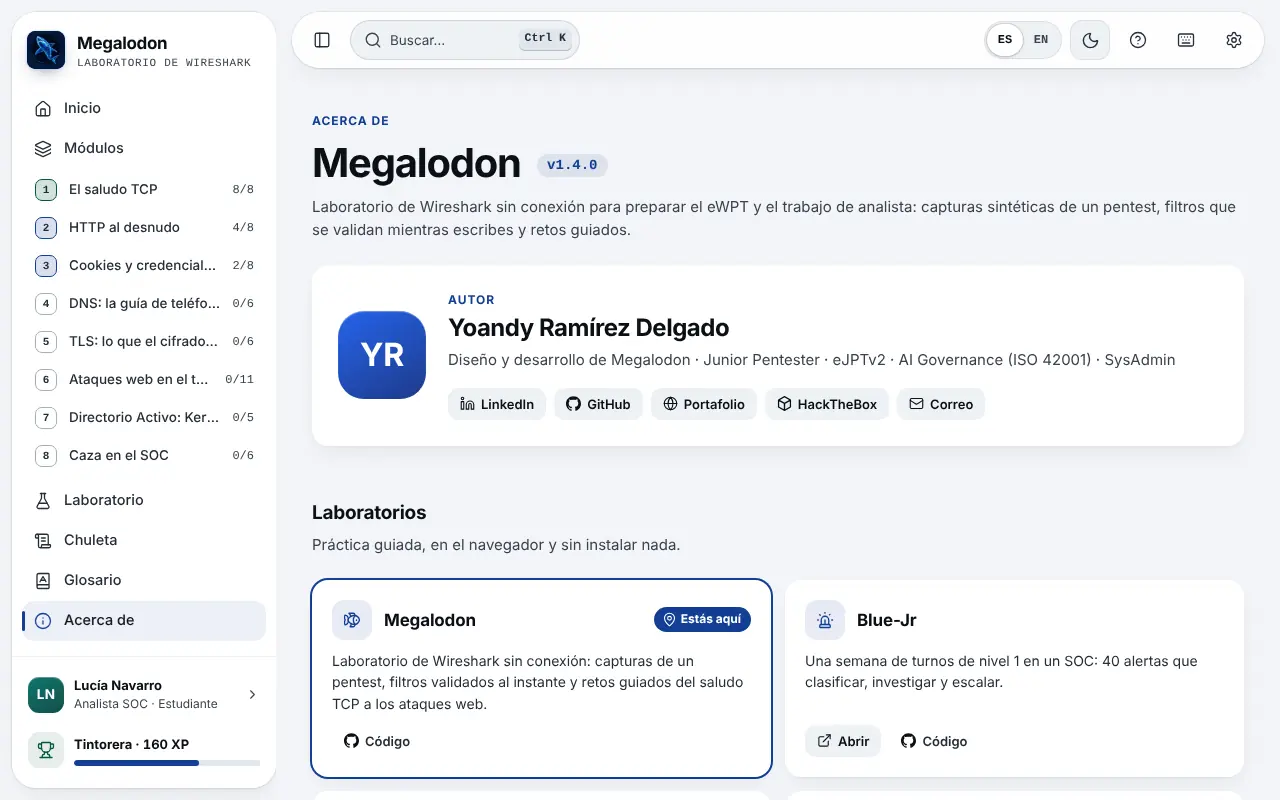 Megalodon
LABORATORIO DE WIRESHARK
Inicio
Módulos
1 El saludo TCP 8/8
2 HTTP al desnudo 4/8
3 Cookies y credencial... 2/8
4 DNS: la guía de teléfo... 0/6
5 TLS: lo que el cifrado... 0/6
6 Ataques web en el t... 0/11
7 Directorio Activo: Ker... 0/5
8 Caza en el SOC 0/6
Laboratorio
Chuleta
Glosario
Acerca de
LN
Lucía Navarro
Analista SOC · Estudiante
Tintorera · 160 XP
Buscar... Ctrl K
ES EN
ACERCA DE
Megalodon v1.4.0
Laboratorio de Wireshark sin conexión para preparar el eWPT y el trabajo de analista: capturas sintéticas de un pentest, filtros que
se validan mientras escribes y retos guiados.
YR
AUTOR
Yoandy Ramírez Delgado
Diseño y desarrollo de Megalodon · Junior Pentester · eJPTv2 · AI Governance (ISO 42001) · SysAdmin
LinkedIn GitHub Portafolio HackTheBox Correo
Laboratorios
Práctica guiada, en el navegador y sin instalar nada.
Megalodon Estás aquí
Laboratorio de Wireshark sin conexión: capturas de un
pentest, filtros validados al instante y retos guiados del saludo
TCP a los ataques web.
Código
Blue-Jr
Una semana de turnos de nivel 1 en un SOC: 40 alertas que
clasificar, investigar y escalar.
Abrir Código